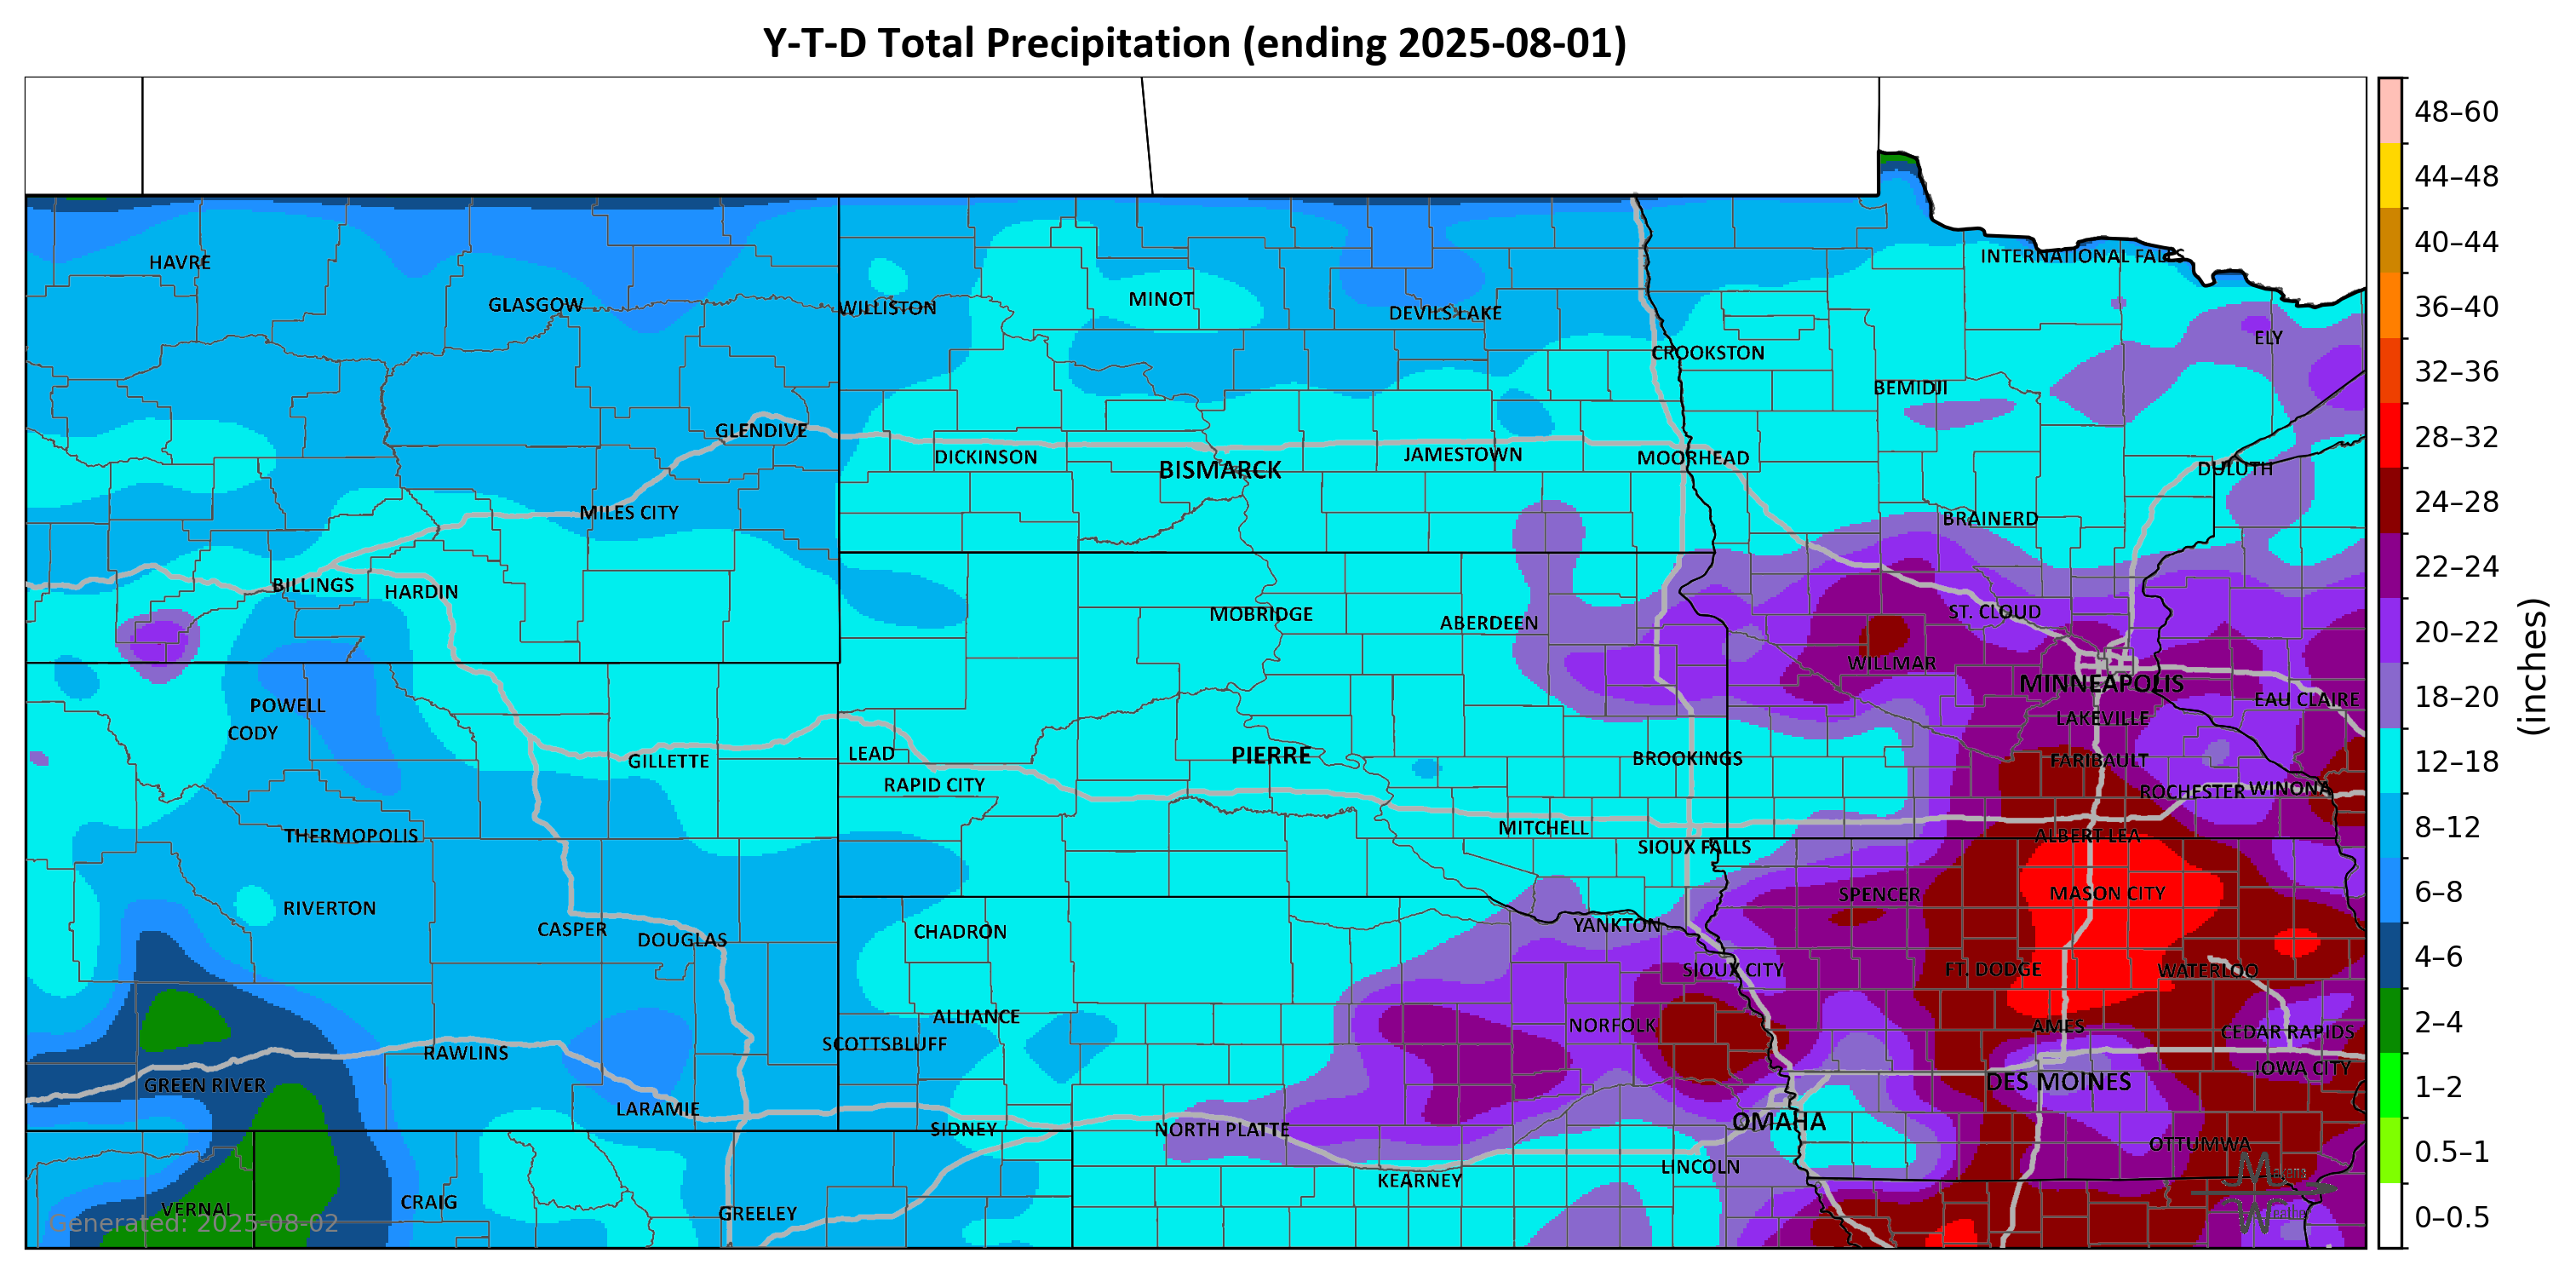 Y-T-D Total Precipitation (ending 2025-08-01)
48–60
44–48
40–44
36–40
32–36
28–32
24–28
22–24
20–22
18–20
12–18
8–12
6–8
4–6
2–4
1–2
0.5–1
0–0.5
(inches)
INTERNATIONAL FALLS
HAVRE
GLASGOW
WILLISTON
MINOT
DEVILS LAKE
ELY
CROOKSTON
BEMIDJI
GLENDIVE
DICKINSON
BISMARCK
JAMESTOWN
MOORHEAD
DULUTH
MILES CITY
BRAINERD
BILLINGS
HARDIN
MOBRIDGE
ABERDEEN
ST. CLOUD
WILLMAR
MINNEAPOLIS
POWELL
EAU CLAIRE
CODY
LAKEVILLE
GILLETTE
LEAD
PIERRE
BROOKINGS
FARIBAULT
RAPID CITY
ROCHESTER
WINONA
THERMOPOLIS
MITCHELL
ALBERT LEA
SIOUX FALLS
RIVERTON
SPENCER
MASON CITY
CASPER
DOUGLAS
CHADRON
YANKTON
SIOUX CITY
FT. DODGE
WATERLOO
ALLIANCE
NORFOLK
AMES
CEDAR RAPIDS
RAWLINS
SCOTTSBLUFF
GREEN RIVER
DES MOINES
IOWA CITY
LARAMIE
SIDNEY
NORTH PLATTE
OMAHA
OTTUMWA
LINCOLN
KEARNEY
CRAIG
VERNAL
GREELEY
Generated: 2025-08-02